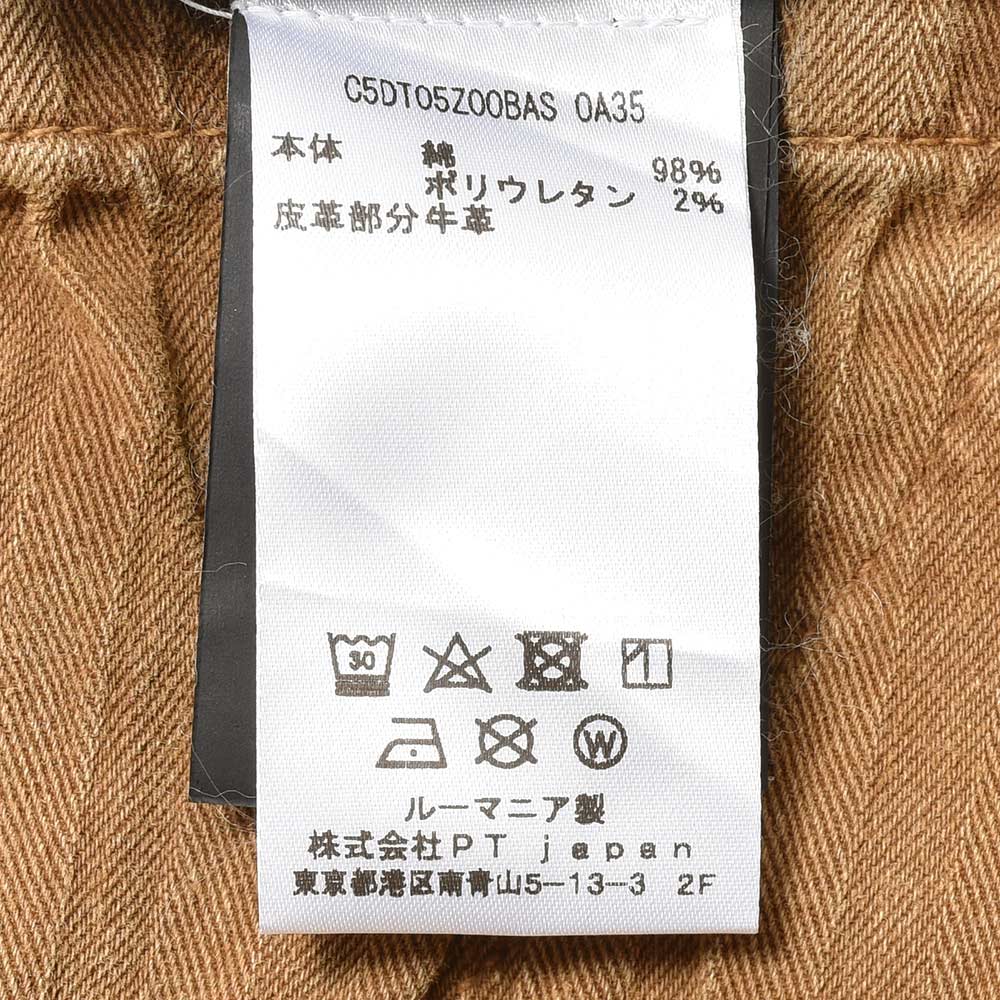 C5DT05Z00BAS 0A35
本体 綿 98%
ポリウレタン 2%
皮革部分牛革
30
W
ルーマニア製
株式会社PT japan
東京都港区南青山5-13-3 2F